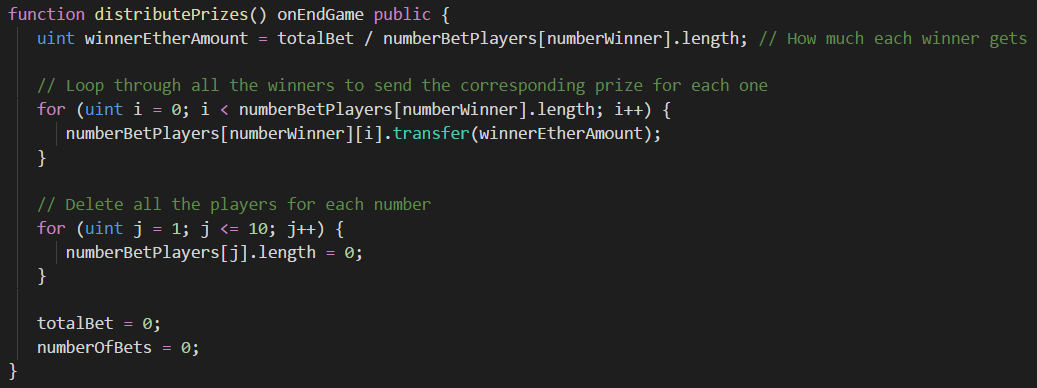 function distributePrizes() onEndGame public {
uint winnerEtherAmount = totalBet / numberBetPlayers[numberWinner].length; // How much each winner gets
// Loop through all the winners to send the corresponding prize for each one
for (uint i = 0; i < numberBetPlayers[numberWinner].length; i++) {
numberBetPlayers[numberWinner][i].transfer(winnerEtherAmount);
}
// Delete all the players for each number
for (uint j = 1; j <= 10; j++) {
numberBetPlayers[j].length = 0;
}
totalBet = 0;
numberOfBets = 0;
}